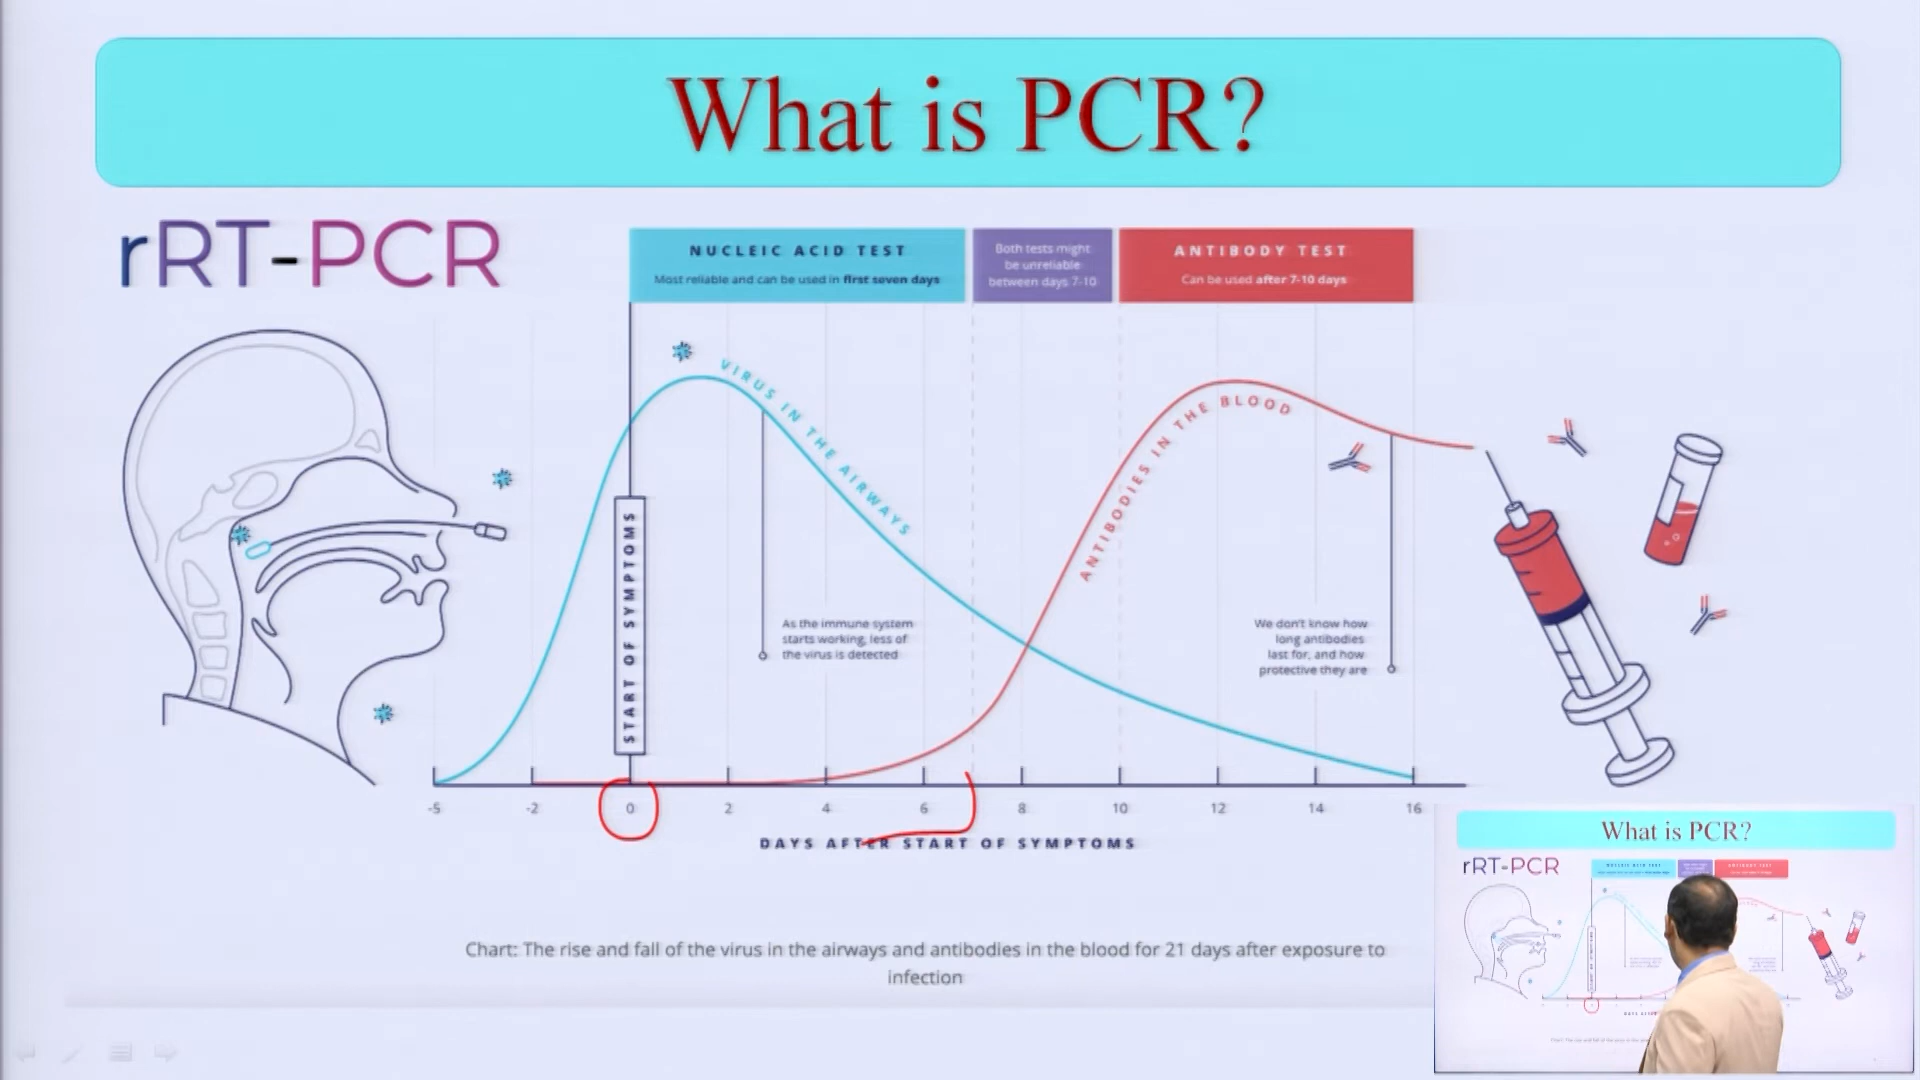 What is PCR?
rRT-PCR
NUCLEIC ACID TEST
Most reliable and can be used in first seven days
Both tests might
be unreliable
between days 7-10
ANTIBODY TEST
Can be used after 7-10 days
VIRUS IN THE AIRWAYS
ANTIBODIES IN THE BLOOD
START OF SYMPTOMS
As the immune system
starts working, less of
the virus is detected
We don't know how
long antibodies
last for, and how
protective they are
-5 -2 0 2 4 6 8 10 12 14 16
DAYS AFTER START OF SYMPTOMS
Chart: The rise and fall of the virus in the airways and antibodies in the blood for 21 days after exposure to
infection
What is PCR?
rRT-PCR